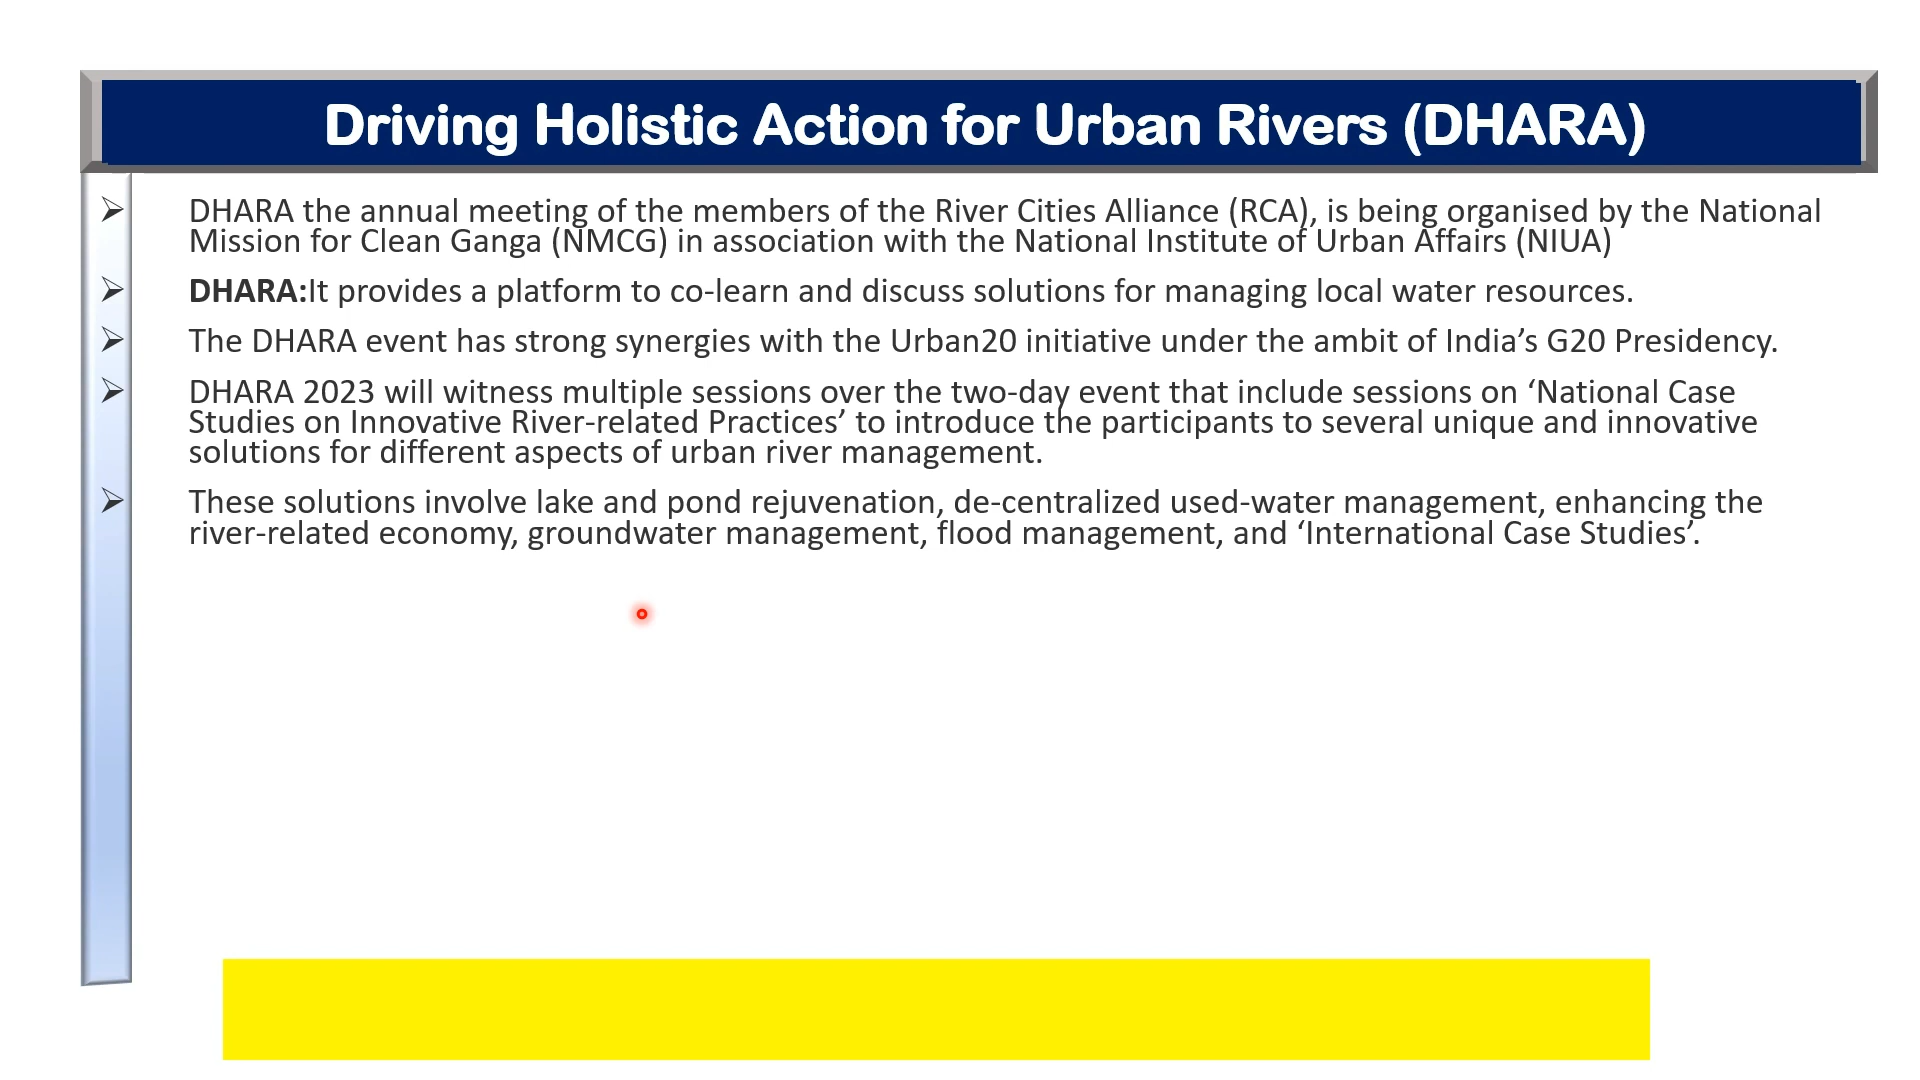 Driving Holistic Action for Urban Rivers (DHARA)
DHARA the annual meeting of the members of the River Cities Alliance (RCA), is being organised by the National
Mission for Clean Ganga (NMCG) in association with the National Institute of Urban Affairs (NIUA)
DHARA:It provides a platform to co-learn and discuss solutions for managing local water resources.
The DHARA event has strong synergies with the Urban20 initiative under the ambit of India’s G20 Presidency.
DHARA 2023 will witness multiple sessions over the two-day event that include sessions on ‘National Case
Studies on Innovative River-related Practices’ to introduce the participants to several unique and innovative
solutions for different aspects of urban river management.
These solutions involve lake and pond rejuvenation, de-centralized used-water management, enhancing the
river-related economy, groundwater management, flood management, and ‘International Case Studies’.